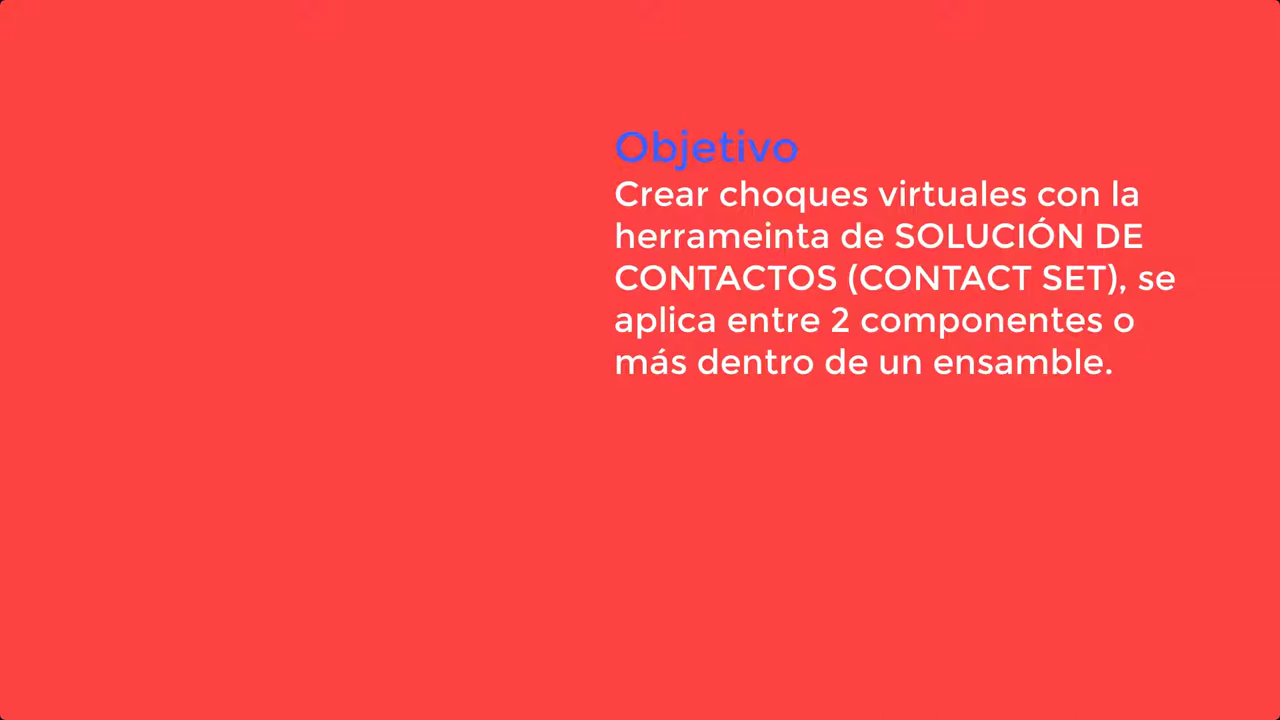 Objetivo
Crear choques virtuales con la
herrameinta de SOLUCIÓN DE
CONTACTOS (CONTACT SET), se
aplica entre 2 componentes o
más dentro de un ensamble.